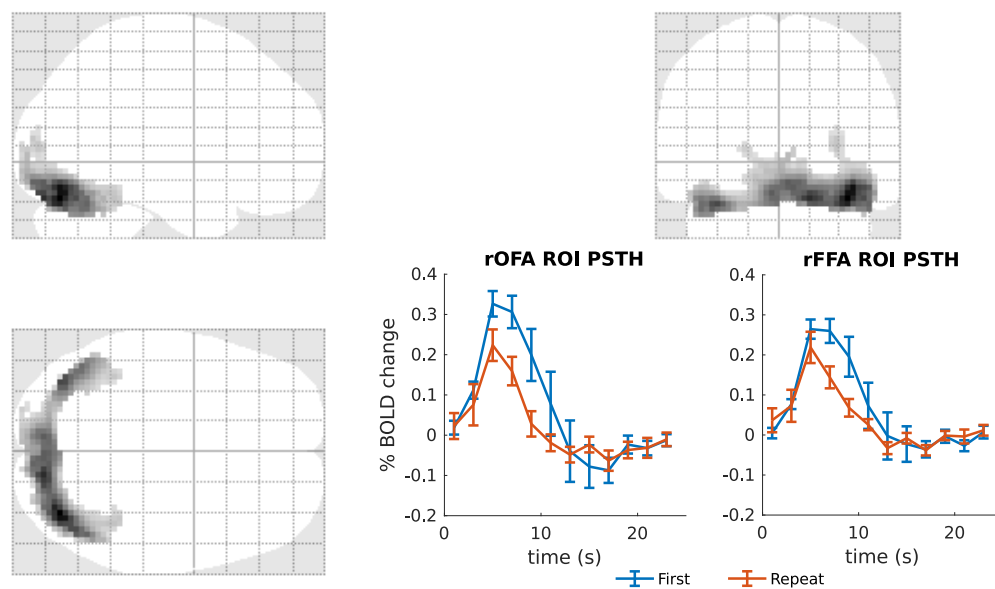 rOFA ROI PSTH
rFFA ROI PSTH
% BOLD change
0.4
0.3
0.2
0.1
0
-0.1
-0.2
0
10
20
time (s)
0.4
0.3
0.2
0.1
0
-0.1
-0.2
0
10
20
time (s)
First
Repeat